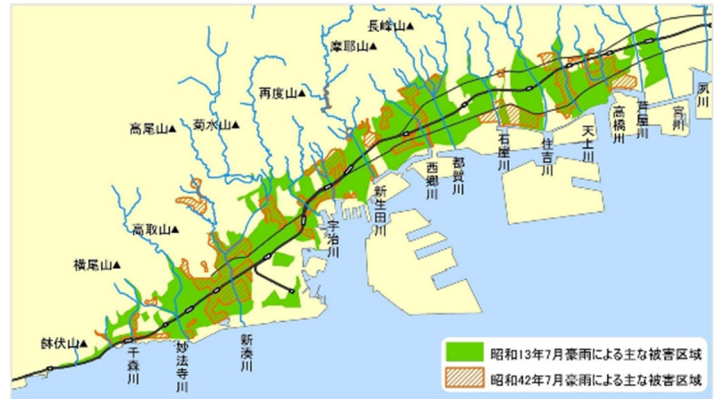 長峰山▲
摩耶山▲
再度山▲
高尾山▲
菊水山▲
高取山▲
横尾山▲
鉢伏山▲
夙川
宮川
芦屋川
高橋川
天上川
住吉川
石屋川
都賀川
西郷川
新生田川
宇治川
新湊川
妙法寺川
千森川
昭和13年7月豪雨による主な被害区域
昭和42年7月豪雨による主な被害区域